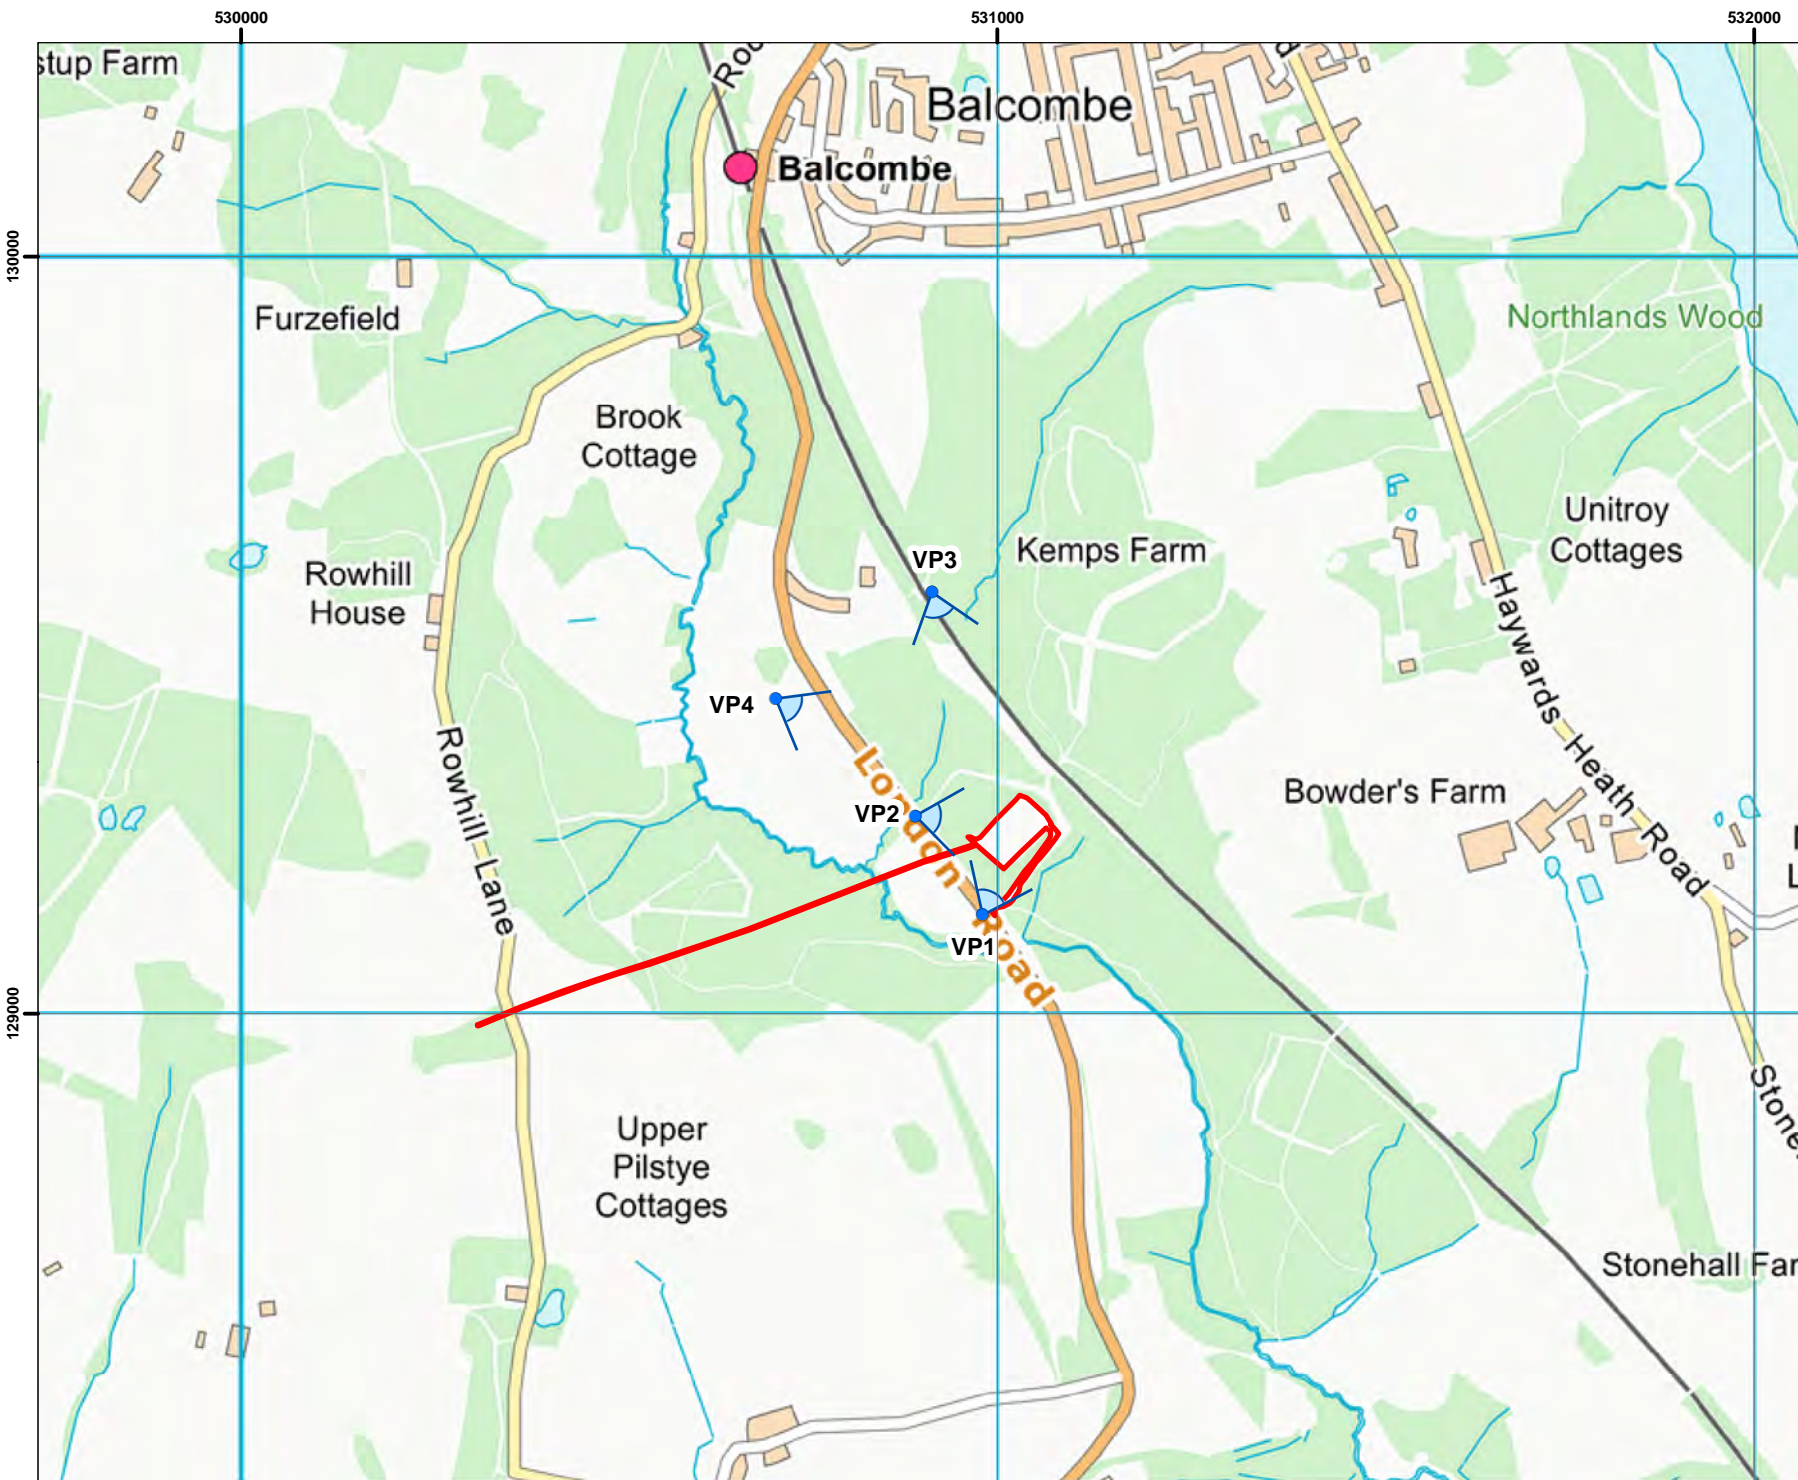 530000
531000
532000
130000
129000
stup Farm
Balcombe
Balcombe
Furzefield
Northlands Wood
Brook
Cottage
Unitroy
Cottages
VP3
Kemps Farm
Rowhill
House
VP4
Haywards Heath Road
London Road
Rowhill Lane
Bowder's Farm
VP2
VP1
Upper
Pilstye
Cottages
Stone
Stonehall Far